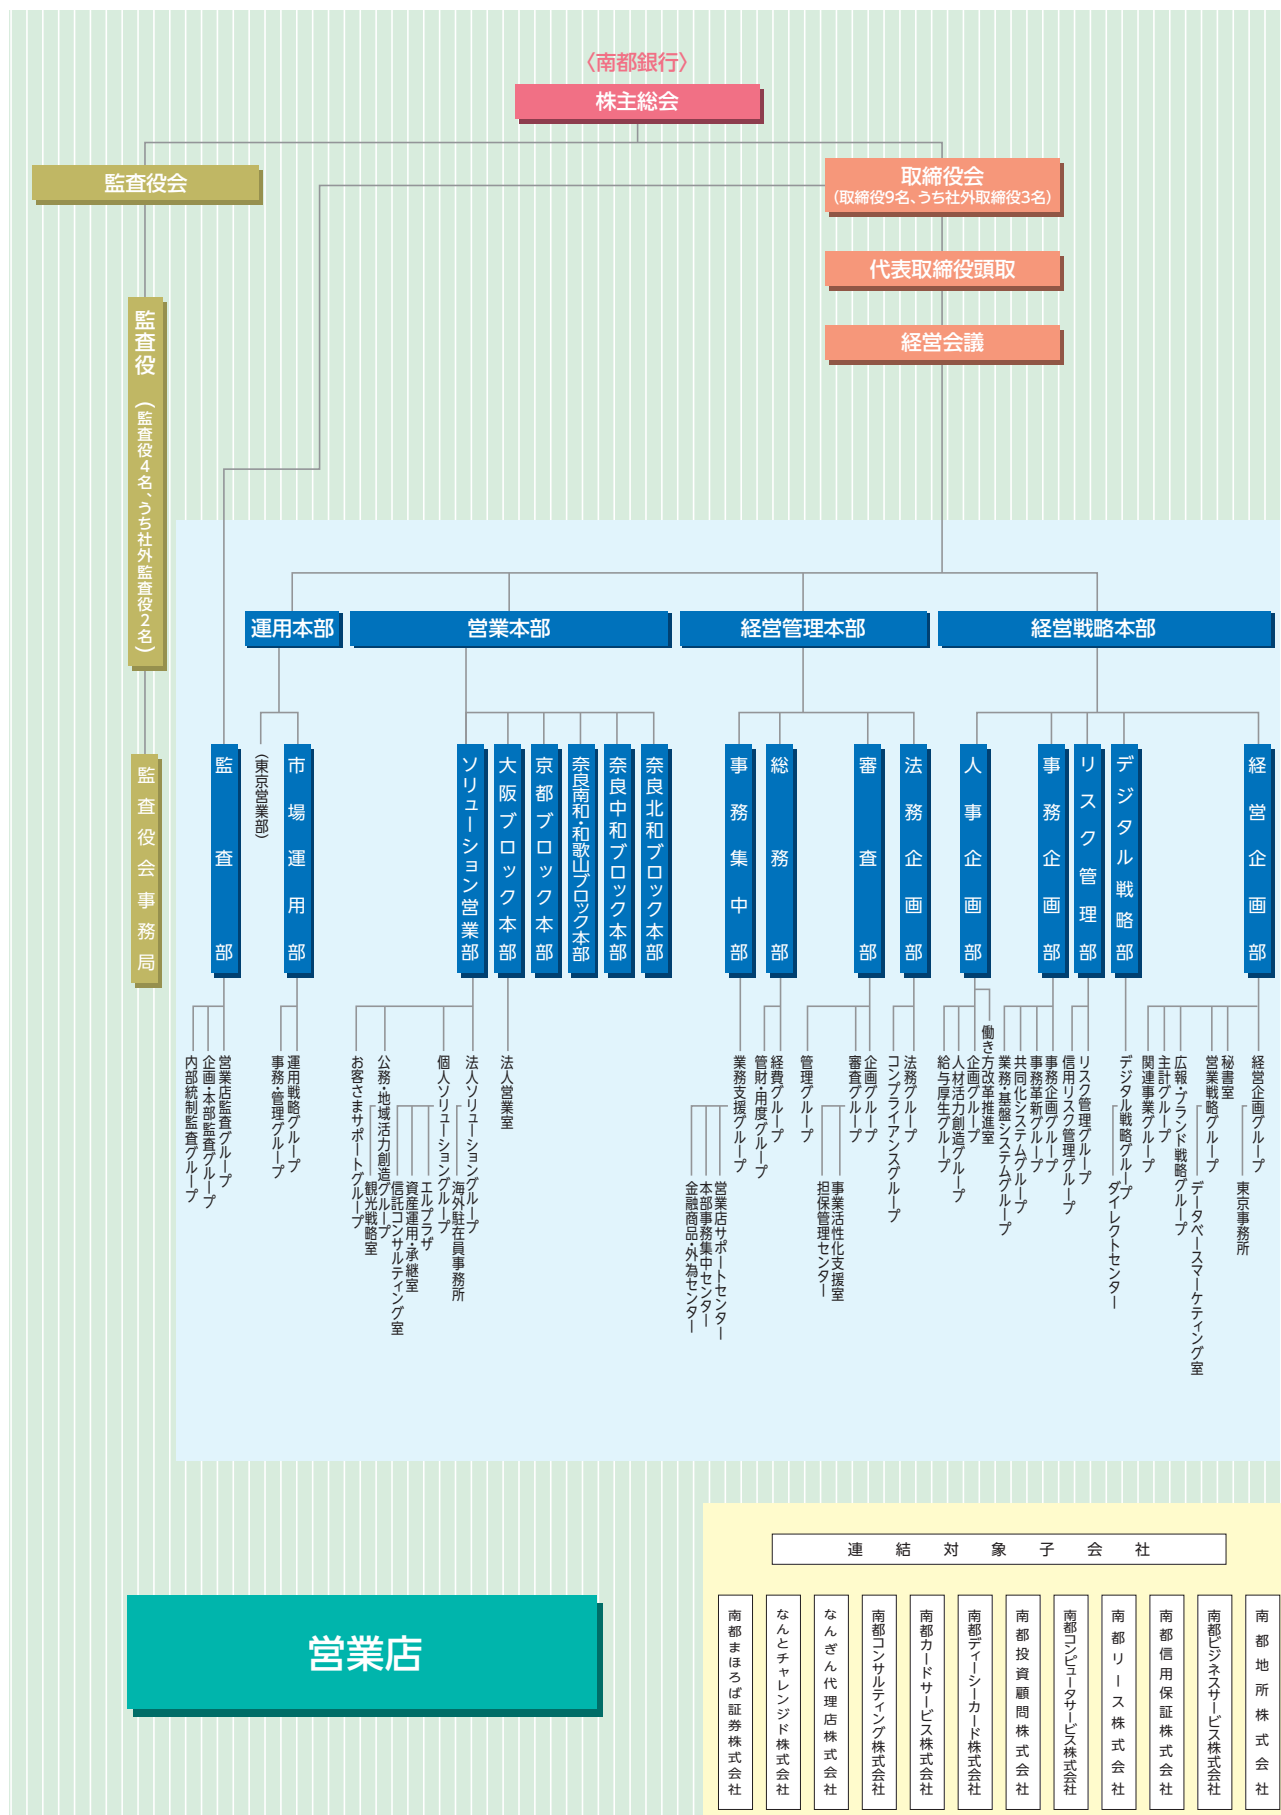 〈南都銀行〉
株主総会
監査役会
取締役会
（取締役9名、うち社外取締役3名）
代表取締役頭取
経営会議
監査役（監査役4名、うち社外監査役2名）
監査役会事務局
運用本部
営業本部
経営管理本部
経営戦略本部
経営企画部
デジタル戦略部
リスク管理部
事務企画部
人事企画部
法務企画部
審査部
総務部
事務集中部
奈良北和ブロック本部
奈良中和ブロック本部
奈良南和・和歌山ブロック本部
京都ブロック本部
大阪ブロック本部
ソリューション営業部
市場運用部
（東京営業部）
監査部
経営企画グループ
東京事務所
秘書室
営業戦略グループ
データベースマーケティング室
広報・ブランド戦略グループ
主計グループ
関連事業グループ
デジタル戦略グループ
ダイレクトセンター
リスク管理グループ
信用リスク管理グループ
事務企画グループ
事務革新グループ
共同化システムグループ
業務・基盤システムグループ
働き方改革推進室
企画グループ
人材活力創造グループ
給与厚生グループ
法務グループ
コンプライアンスグループ
企画グループ
審査グループ
事業活性化支援室
担保管理センター
管理グループ
経費グループ
管財・用度グループ
業務支援グループ
営業店サポートセンター
本部事務集中センター
金融商品・外為センター
法人営業室
法人ソリューショングループ
海外駐在員事務所
個人ソリューショングループ
エルプラザ
資産運用・承継室
信託コンサルティング室
公務・地域活力創造グループ
観光戦略室
お客さまサポートグループ
運用戦略グループ
事務・管理グループ
営業店監査グループ
企画・本部監査グループ
内部統制監査グループ
営業店
連結対象子会社
南都地所株式会社
南都ビジネスサービス株式会社
南都信用保証株式会社
南都リース株式会社
南都コンピュータサービス株式会社
南都投資顧問株式会社
南都ディーシーカード株式会社
南都カードサービス株式会社
南都コンサルティング株式会社
なんぎん代理店株式会社
なんとチャレンジド株式会社
南都まほろば証券株式会社